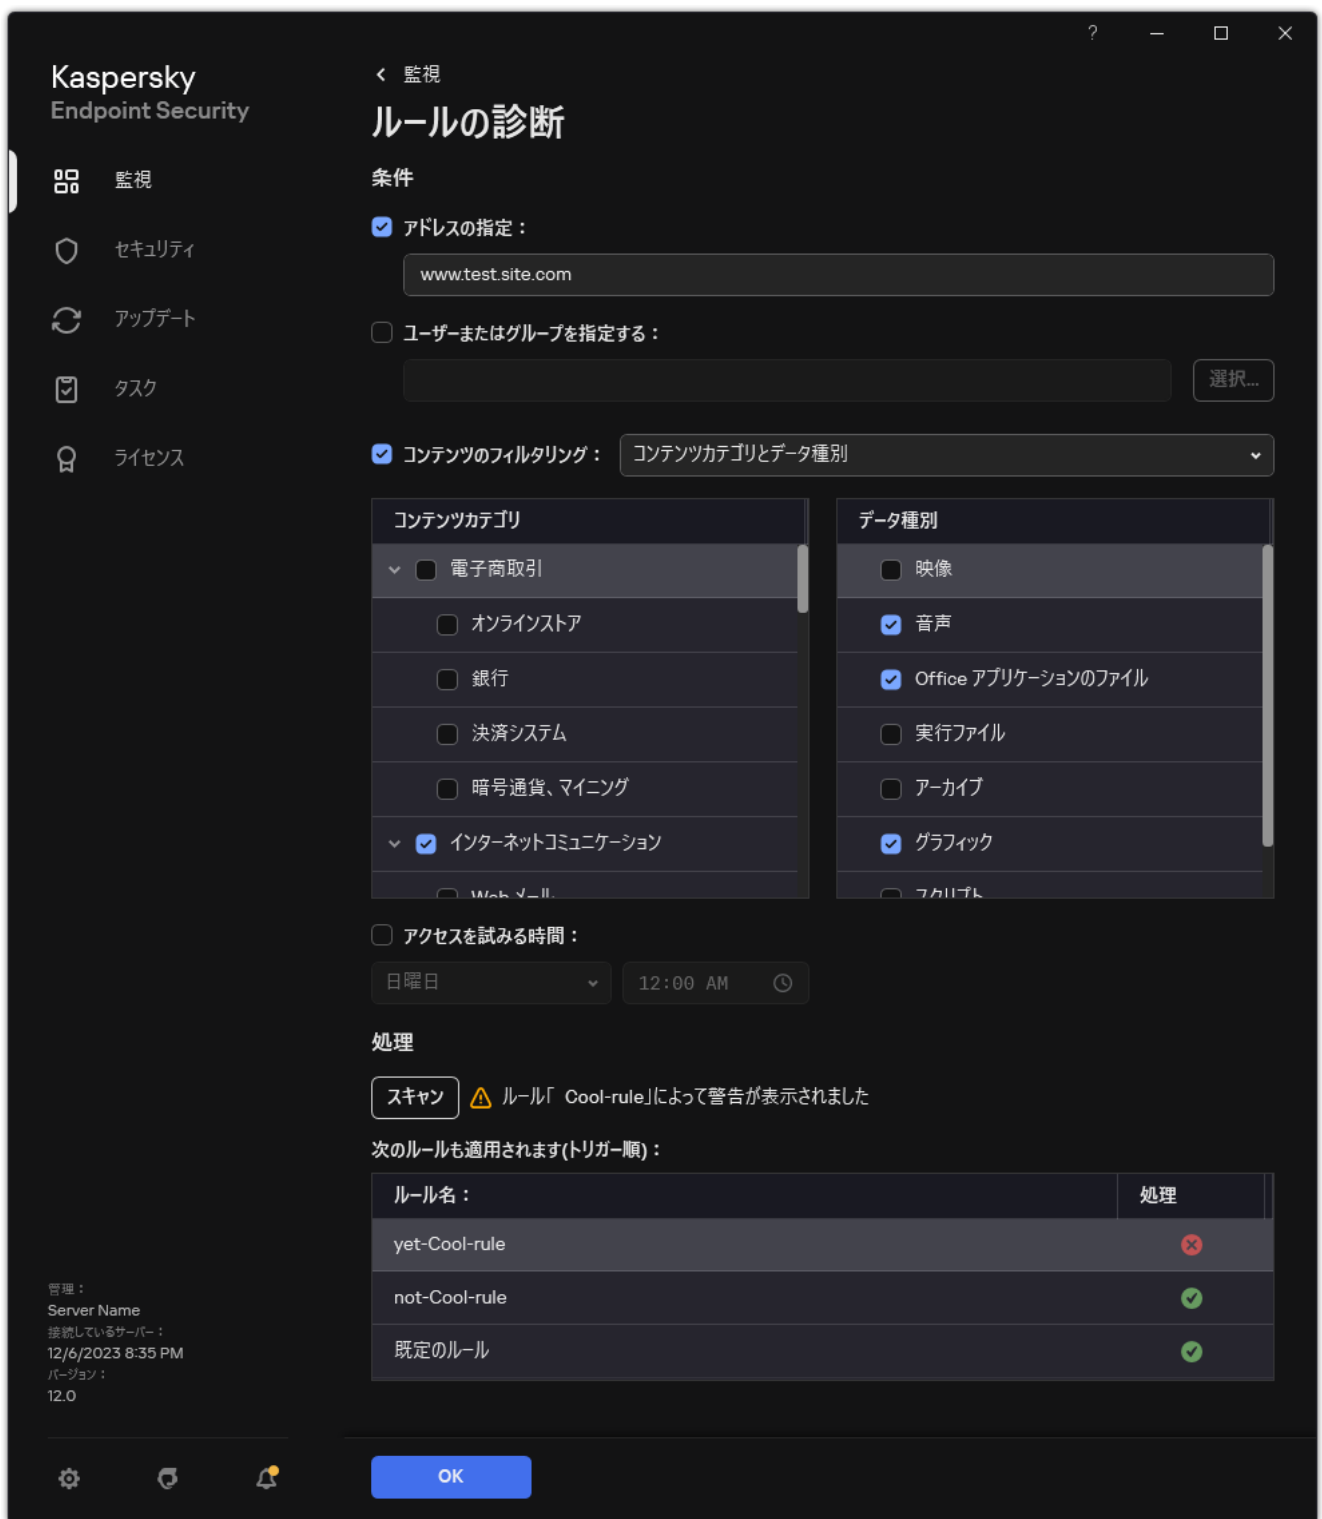 Kaspersky
Endpoint Security
監視
セキュリティ
アップデート
タスク
ライセンス
管理：
Server Name
接続しているサーバー：
12/6/2023 8:35 PM
バージョン：
12.0
?
監視
ルールの診断
条件
アドレスの指定：
www.test.site.com
ユーザーまたはグループを指定する：
選択...
コンテンツのフィルタリング： コンテンツカテゴリとデータ種別
コンテンツカテゴリ
電子商取引
オンラインストア
銀行
決済システム
暗号通貨、マイニング
インターネットコミュニケーション
Web メール
データ種別
映像
音声
Office アプリケーションのファイル
実行ファイル
アーカイブ
グラフィック
スクリプト
アクセスを試みる時間：
日曜日 12:00 AM
処理
スキャン ルール「 Cool-rule」によって警告が表示されました
次のルールも適用されます(トリガー順)：
ルール名： 処理
yet-Cool-rule
not-Cool-rule
既定のルール
OK